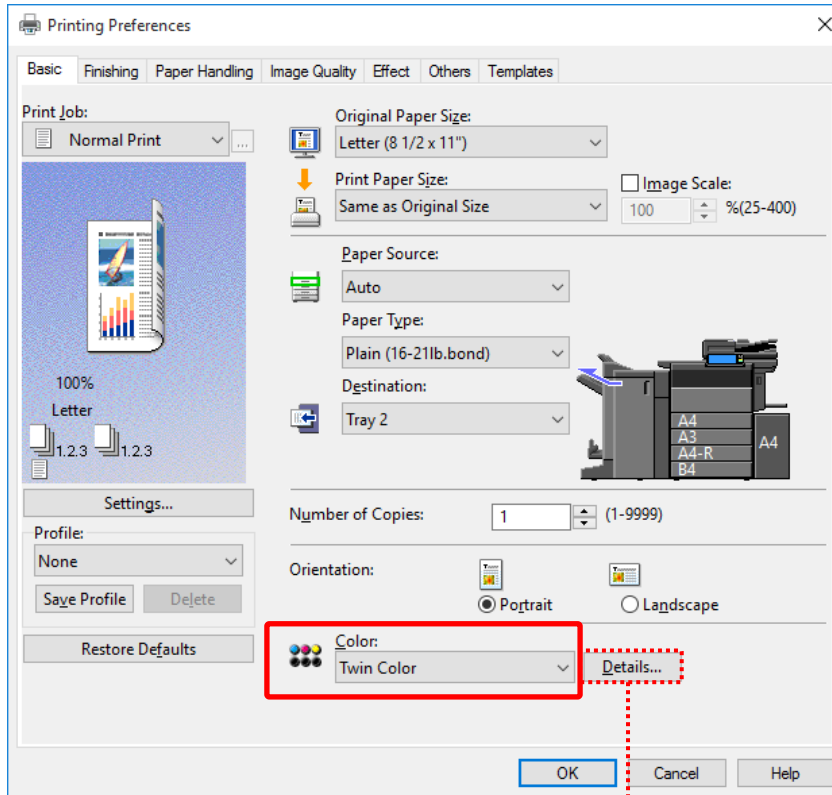 Printing Preferences
Basic Finishing Paper Handling Image Quality Effect Others Templates
Print Job:
Normal Print ...
100%
Letter
1.2.3 1.2.3
Settings...
Profile:
None
Save Profile Delete
Restore Defaults
Original Paper Size:
Letter (8 1/2 x 11")
Print Paper Size:
Same as Original Size
Image Scale:
100 %(25-400)
Paper Source:
Auto
Paper Type:
Plain (16-21lb.bond)
Destination:
Tray 2
A4
A3
A4-R
B4
A4
Number of Copies: 1 (1-9999)
Orientation:
Portrait Landscape
Color:
Twin Color Details...
OK Cancel Help